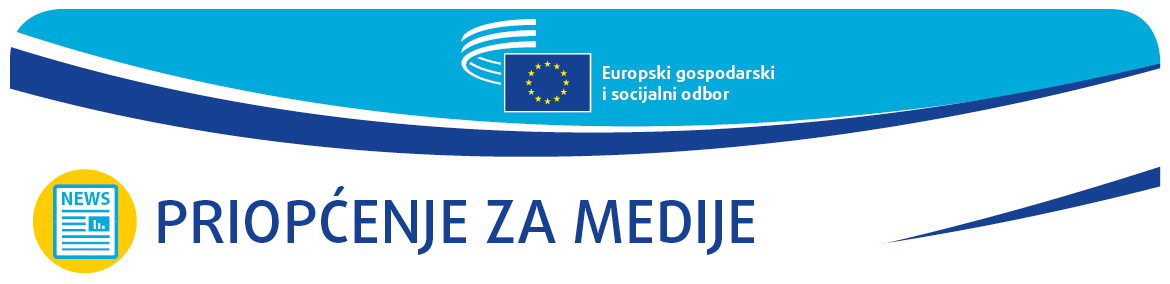 Europski gospodarski
i socijalni odbor
NEWS
PRIOPĆENJE ZA MEDIJE